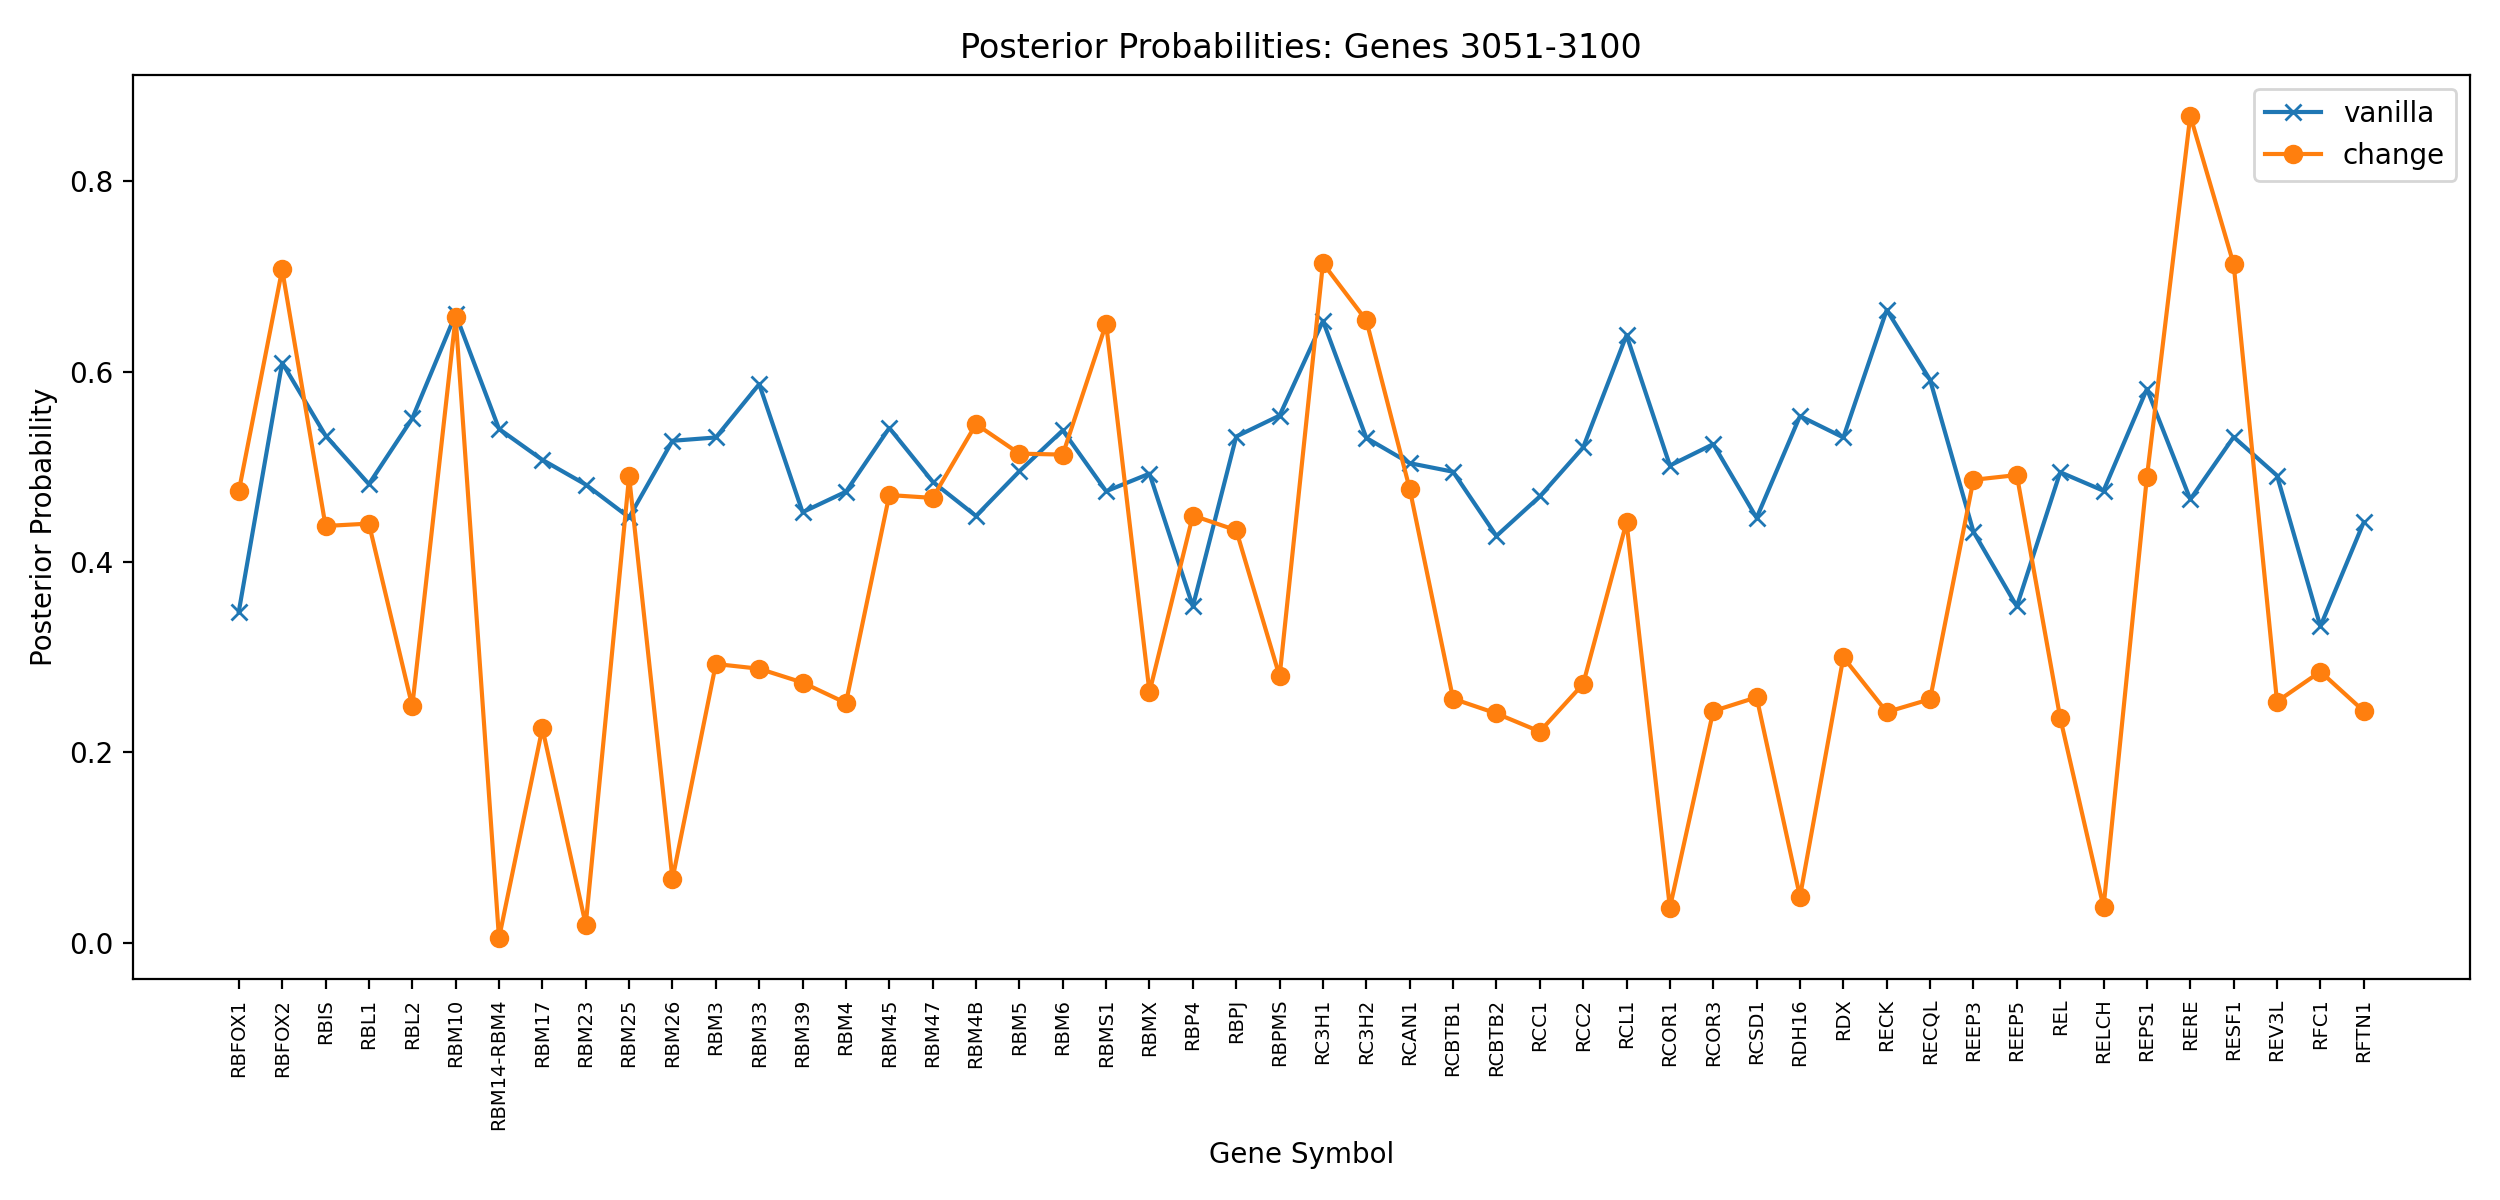 Posterior Probabilities: Genes 3051-3100
vanilla
change
Posterior Probability
0.8
0.6
0.4
0.2
0.0
RBFOX1
RBFOX2
RBIS
RBL1
RBL2
RBM10
RBM14-RBM4
RBM17
RBM23
RBM25
RBM26
RBM3
RBM33
RBM39
RBM4
RBM45
RBM47
RBM4B
RBM5
RBM6
RBMS1
RBMX
RBP4
RBPJ
RBPMS
RC3H1
RC3H2
RCAN1
RCBTB1
RCBTB2
RCC1
RCC2
RCL1
RCOR1
RCOR3
RCSD1
RDH16
RDX
RECK
RECQL
REEP3
REEP5
REL
RELCH
REPS1
RERE
RESF1
REV3L
RFC1
RFTN1
Gene Symbol